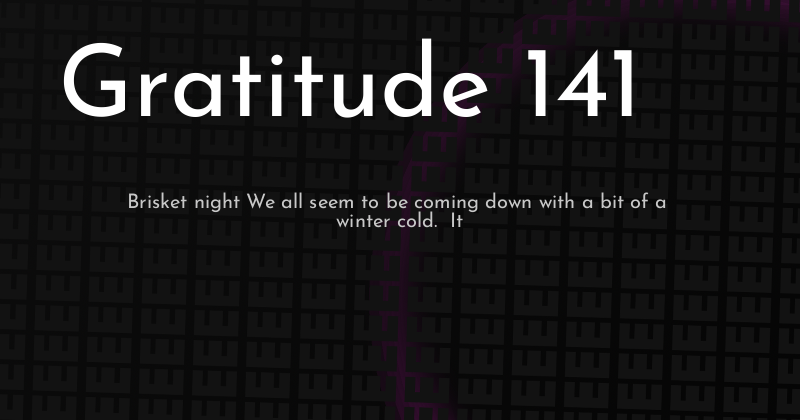 Gratitude 141
Brisket night We all seem to be coming down with a bit of a
winter cold.  It